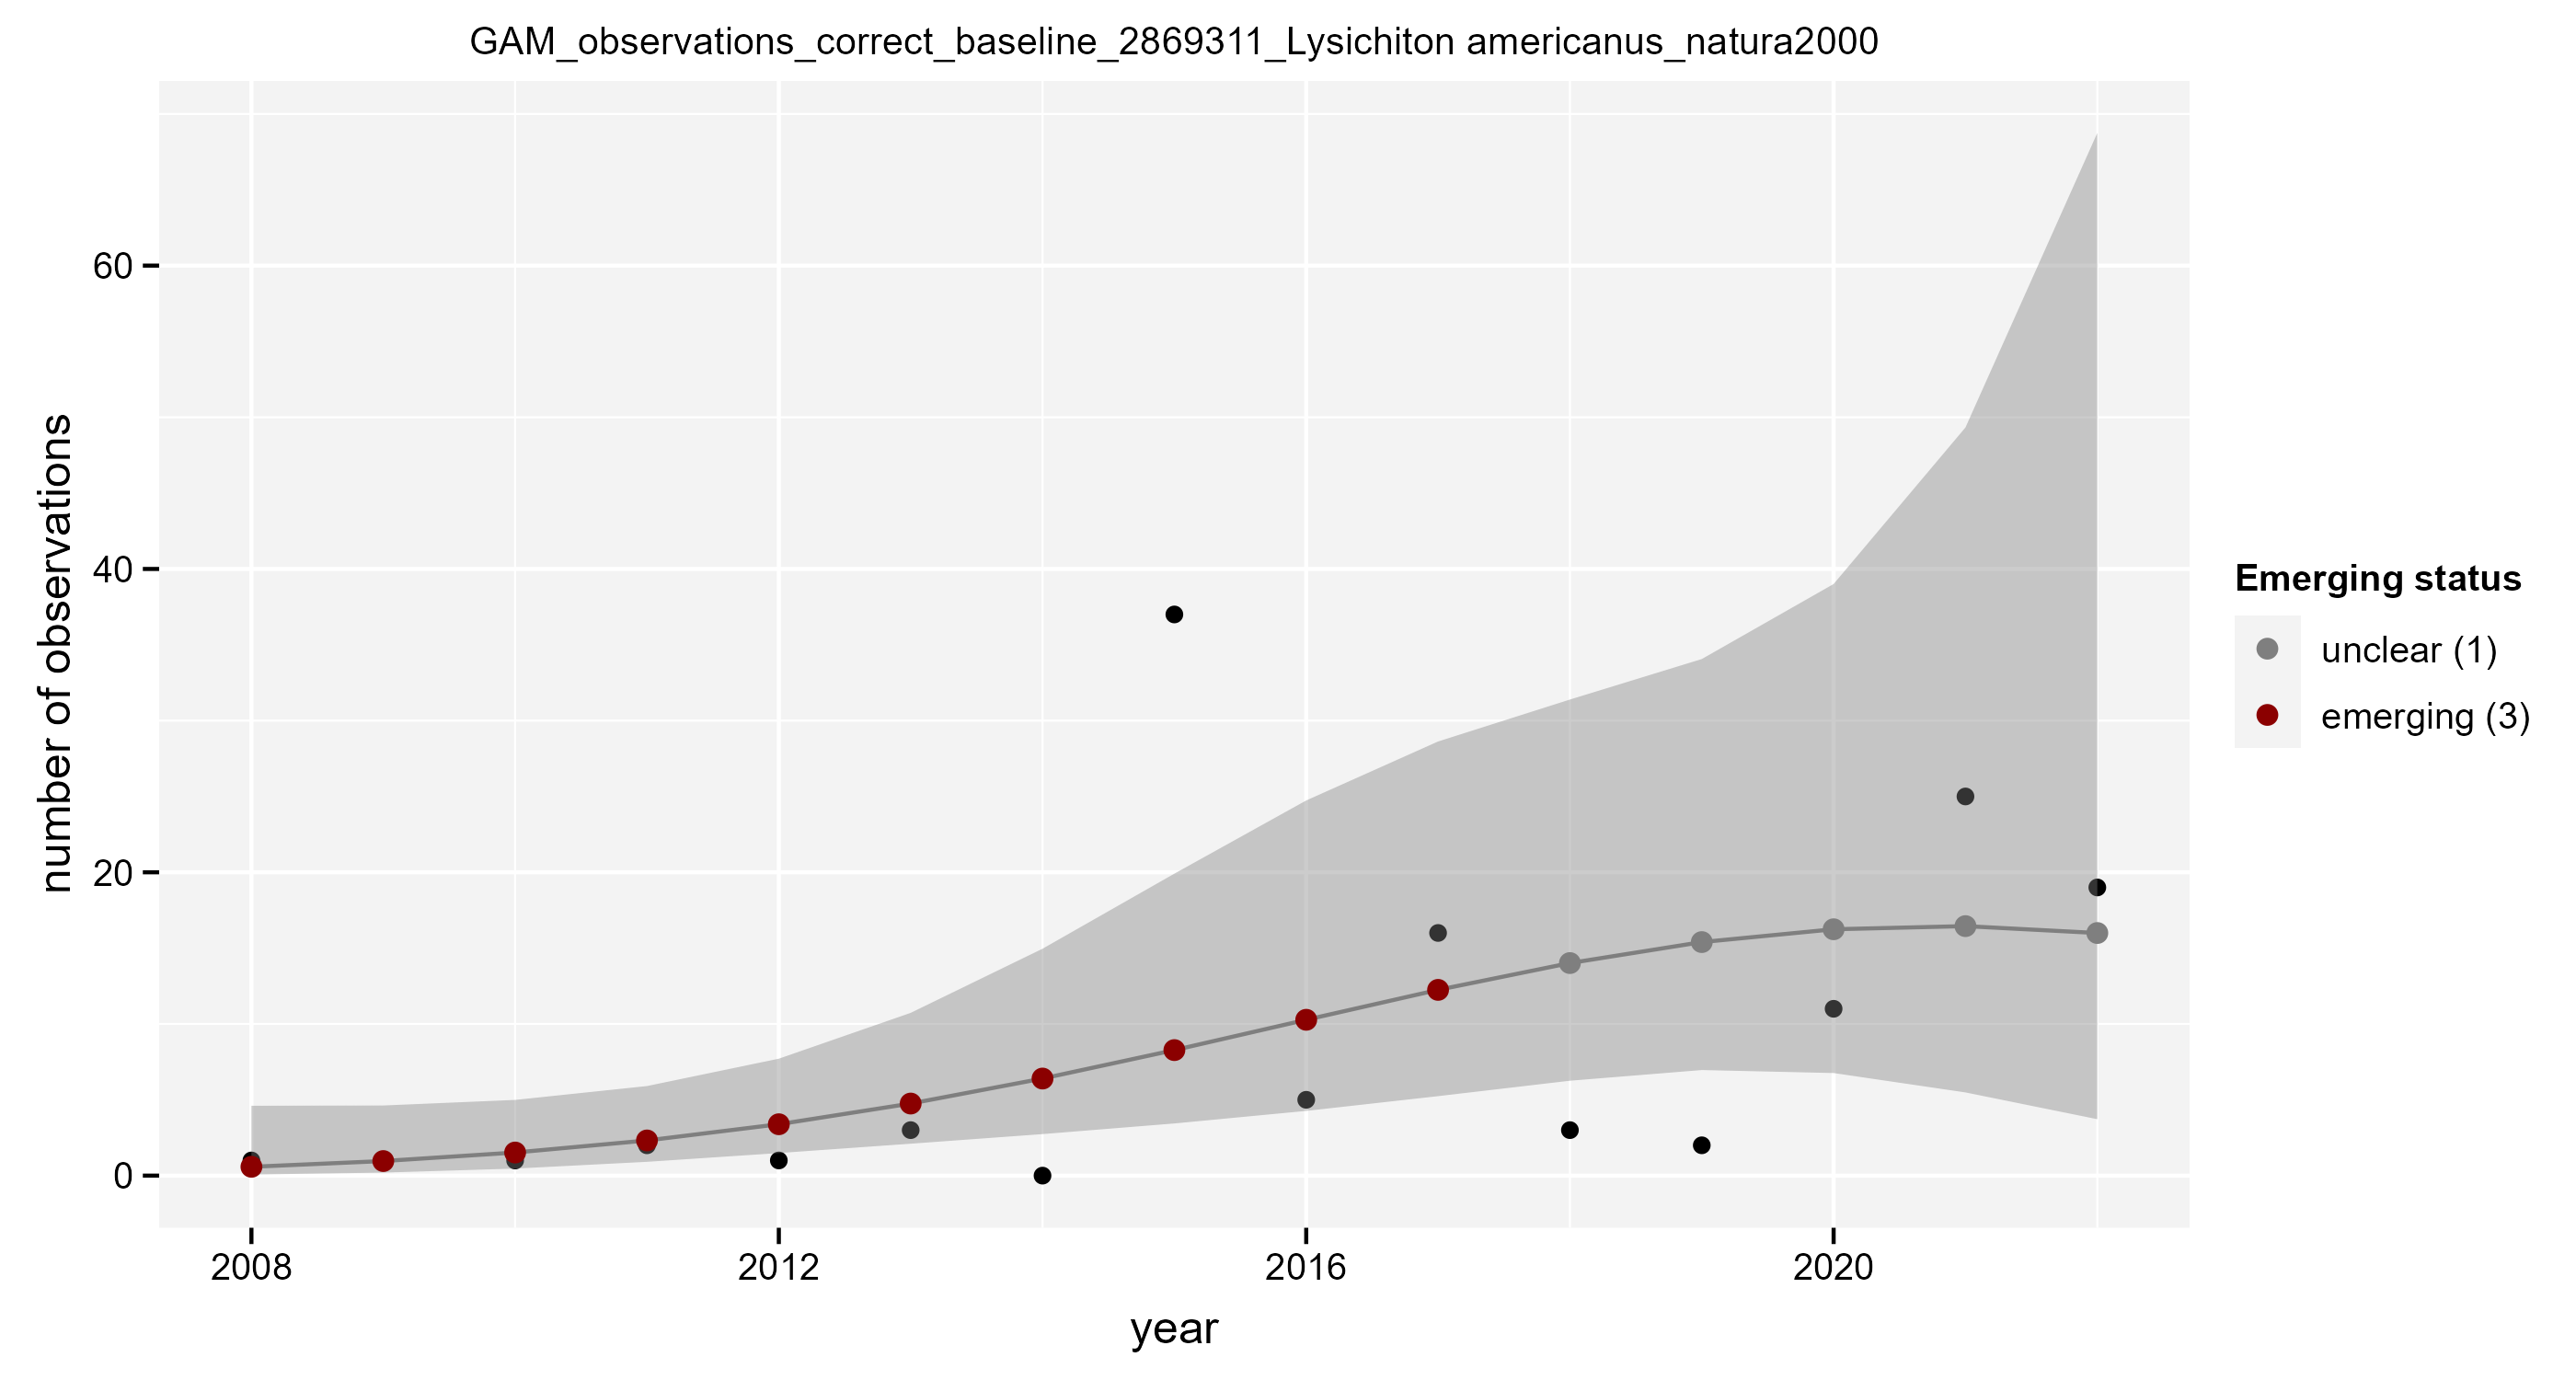 GAM_observations_correct_baseline_2869311_Lysichiton americanus_natura2000
number of observations
60
40
20
0
2008
2012
2016
2020
year
Emerging status
unclear (1)
emerging (3)